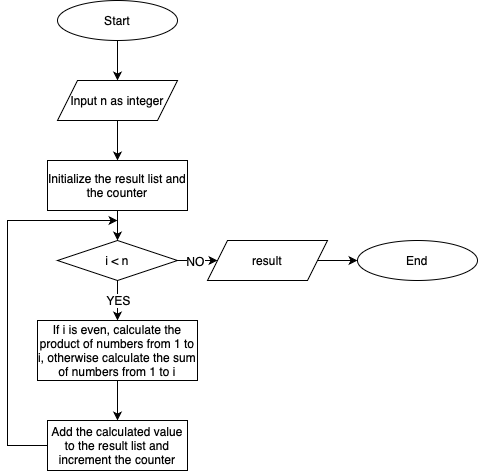 Start
Input n as integer
Initialize the result list and
the counter
i < n
NO
result
End
YES
If i is even, calculate the
product of numbers from 1 to
i, otherwise calculate the sum
of numbers from 1 to i
Add the calculated value
to the result list and
increment the counter